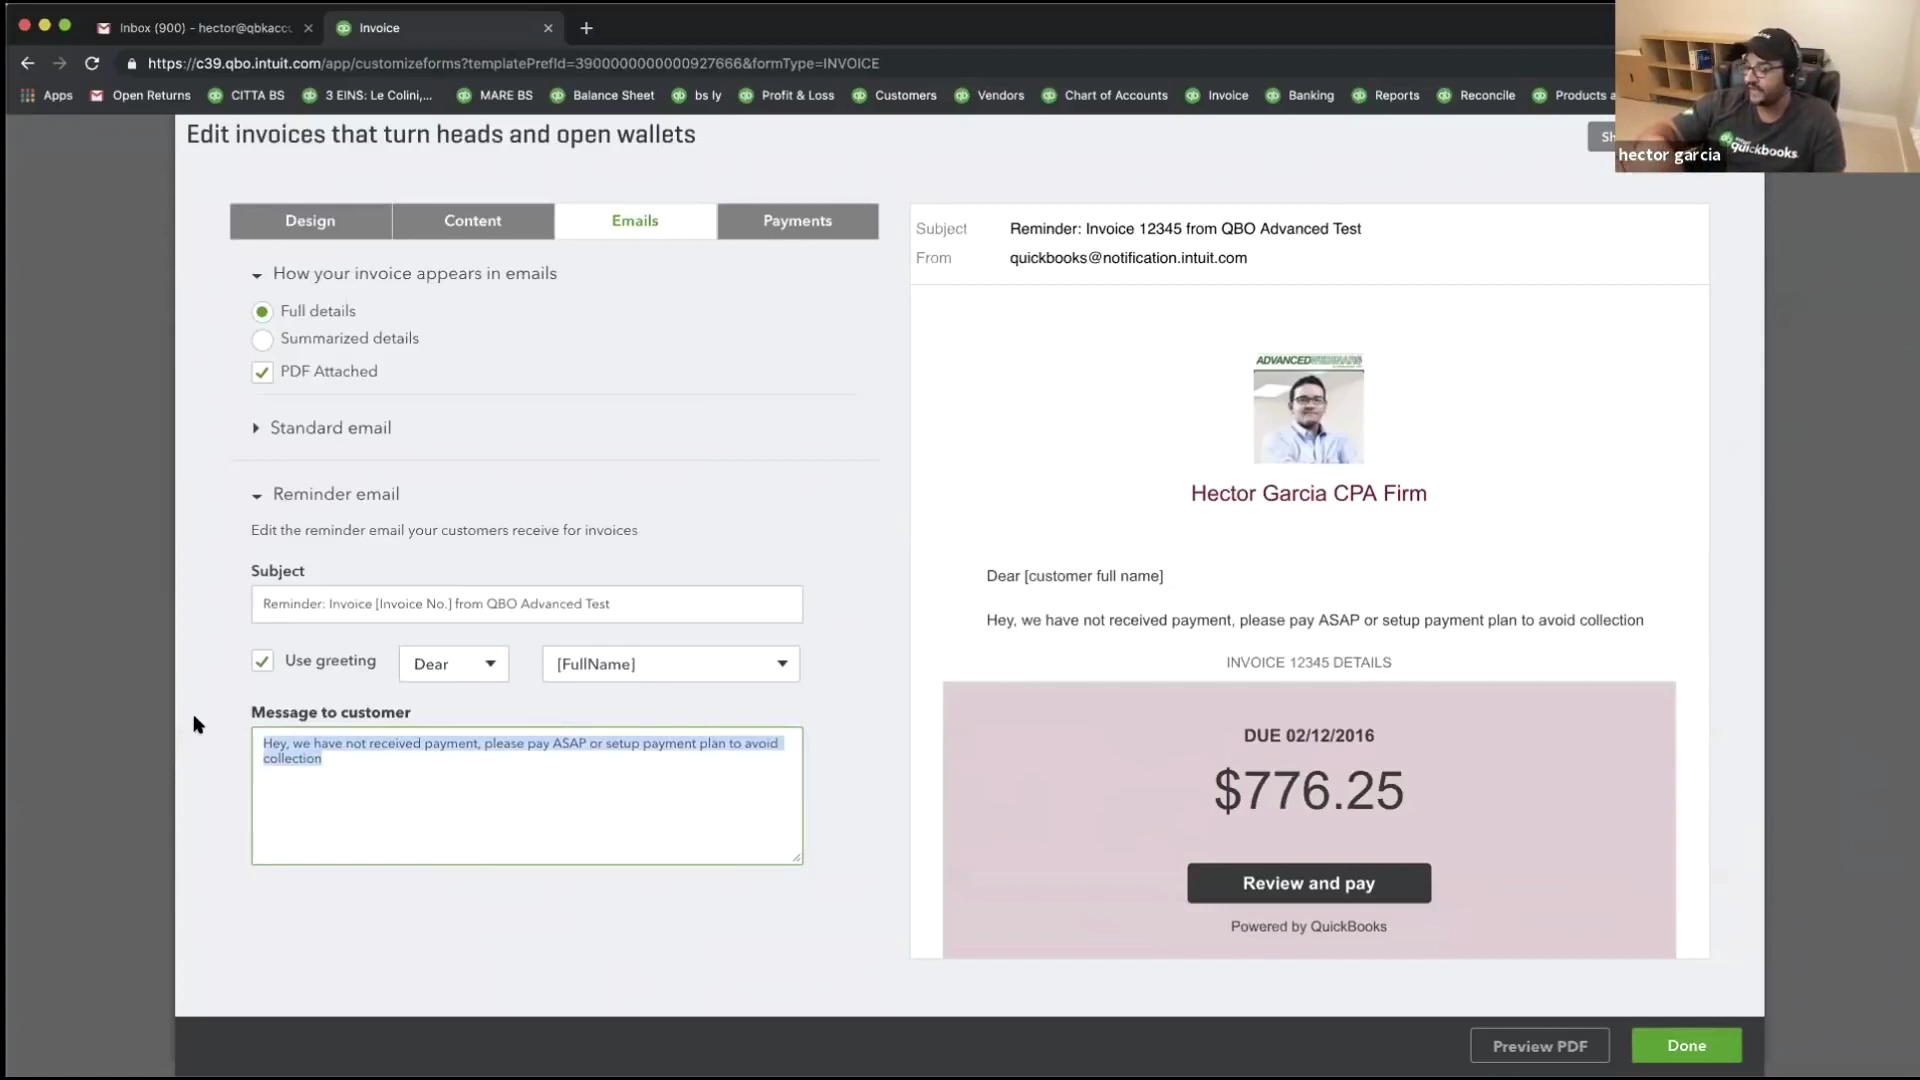 Inbox (900) - hector@qbkacc
Invoice
https://c39.qbo.intuit.com/app/customizeforms?templatePrefId=3900000000000927666&formType=INVOICE
Apps
Open Returns
CITTA BS
3 EINS: Le Colini,...
MARE BS
Balance Sheet
bs ly
Profit & Loss
Customers
Vendors
Chart of Accounts
Invoice
Banking
Reports
Reconcile
Products a
quickbooks.
hector garcia
Edit invoices that turn heads and open wallets
Design
Content
Emails
Payments
How your invoice appears in emails
Full details
Summarized details
PDF Attached
Standard email
Reminder email
Edit the reminder email your customers receive for invoices
Subject
Reminder: Invoice [Invoice No.] from QBO Advanced Test
Use greeting
Dear
[FullName]
Message to customer
Hey, we have not received payment, please pay ASAP or setup payment plan to avoid
collection
Subject Reminder: Invoice 12345 from QBO Advanced Test
From quickbooks@notification.intuit.com
ADVANCEDWEBINARS
Hector Garcia CPA Firm
Dear [customer full name]
Hey, we have not received payment, please pay ASAP or setup payment plan to avoid collection
INVOICE 12345 DETAILS
DUE 02/12/2016
$776.25
Review and pay
Powered by QuickBooks
Preview PDF
Done